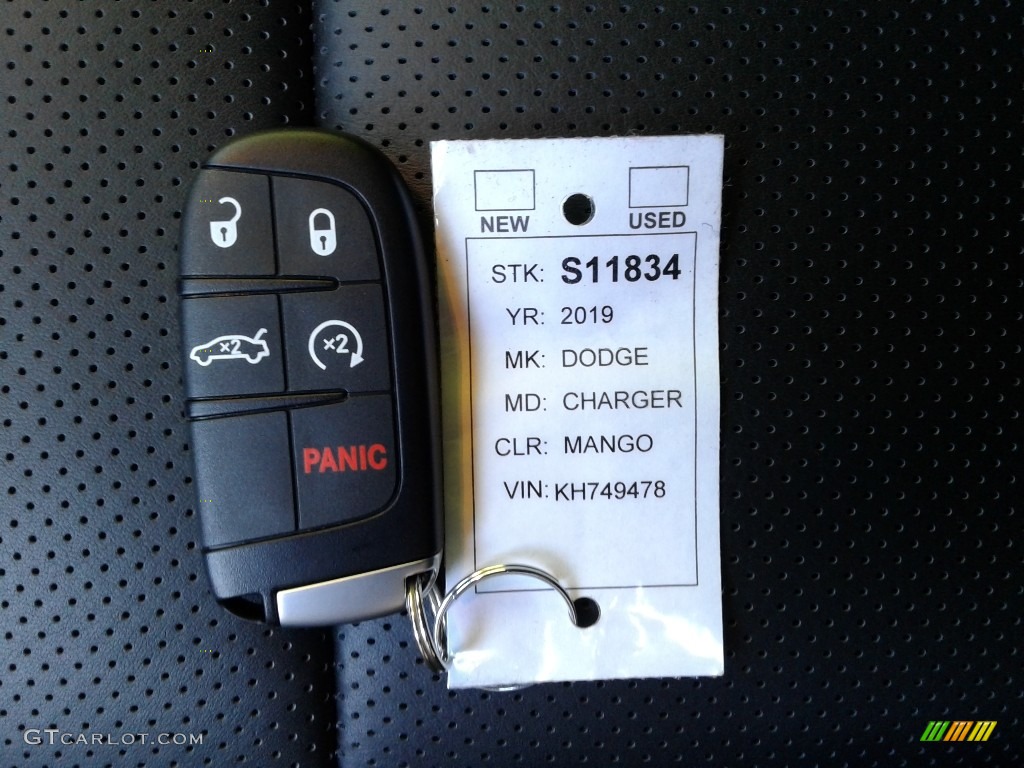 NEW USED
STK: S11834
YR: 2019
MK: DODGE
MD: CHARGER
CLR: MANGO
VIN: KH749478
×2 ×2
PANIC
GTCARLOT.COM